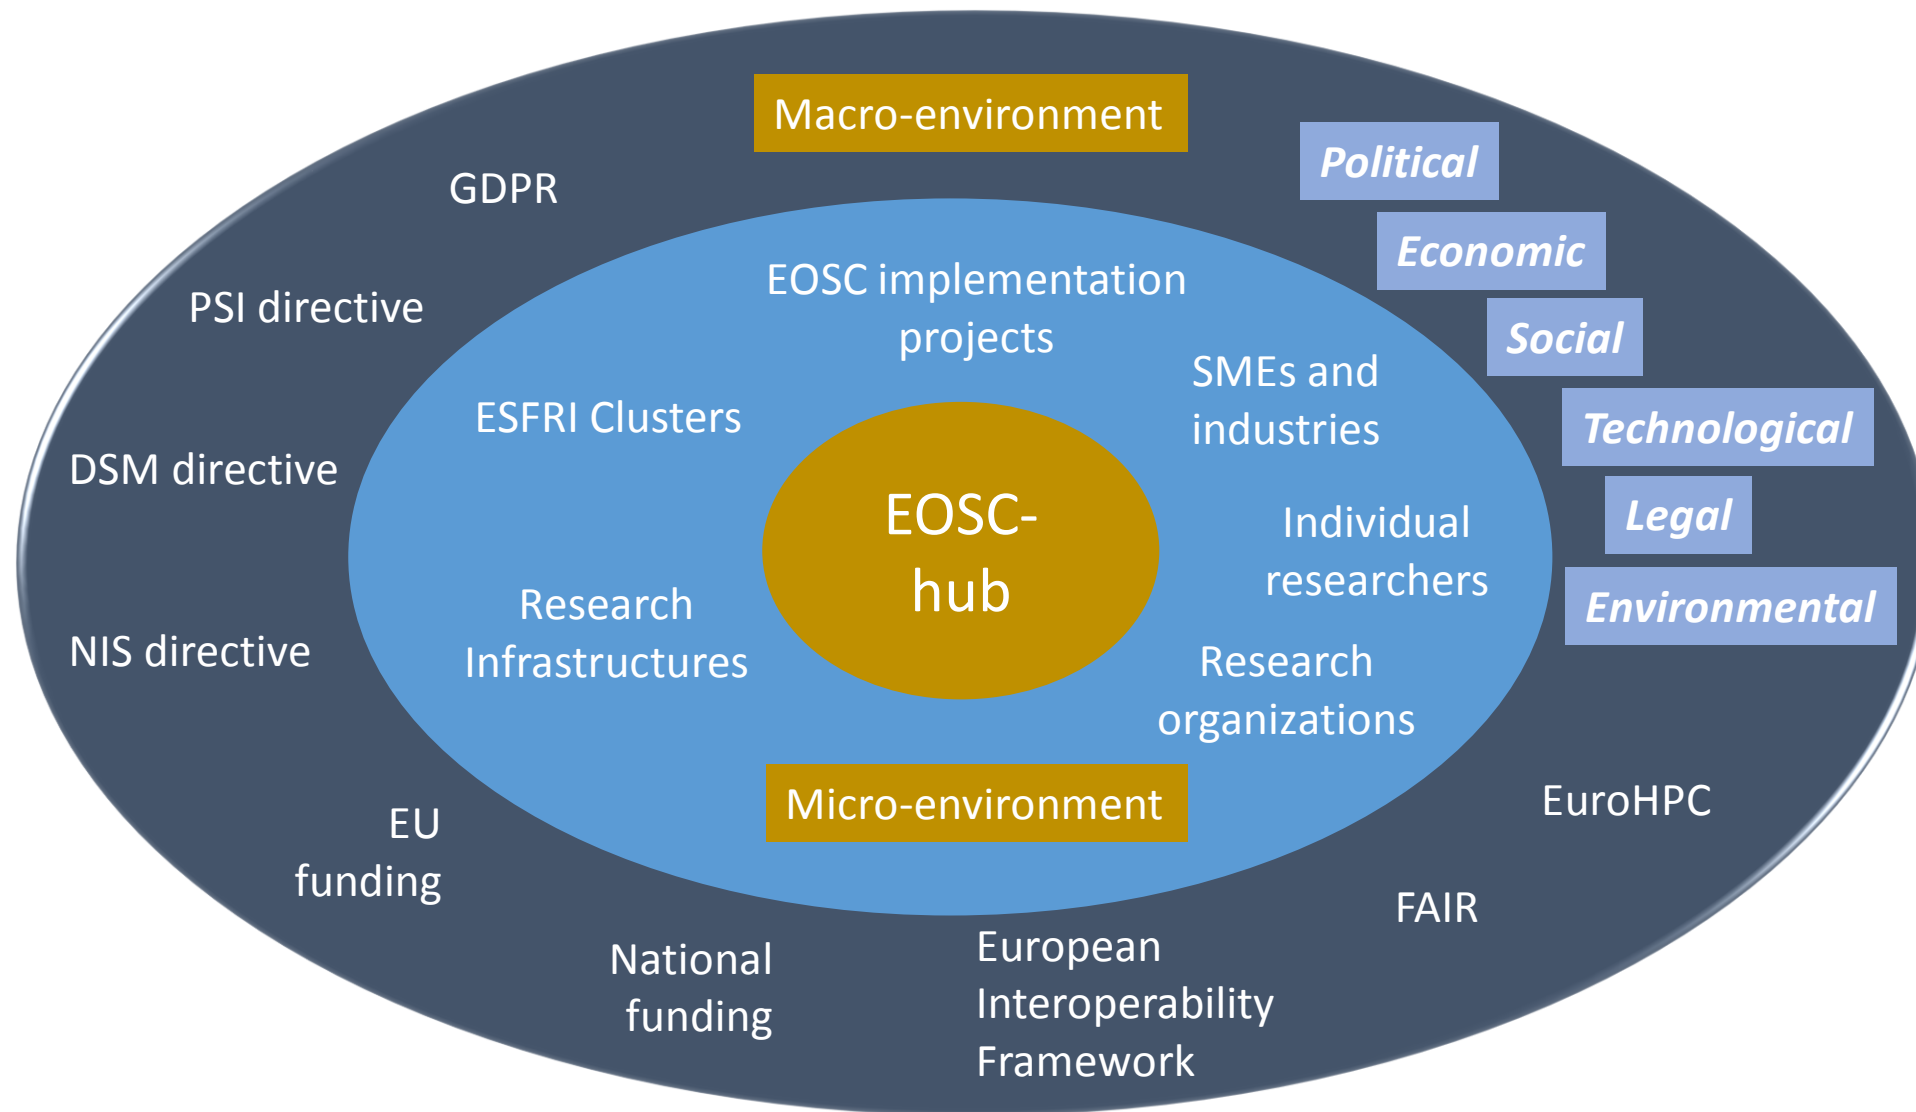 Macro-environment
Political
GDPR
Economic
EOSC implementation
projects
PSI directive
Social
SMEs and
industries
ESFRI Clusters
Technological
DSM directive
EOSC-
hub
Legal
Individual
researchers
Environmental
Research
Infrastructures
NIS directive
Research
organizations
Micro-environment
EuroHPC
EU
funding
FAIR
National
funding
European
Interoperability
Framework